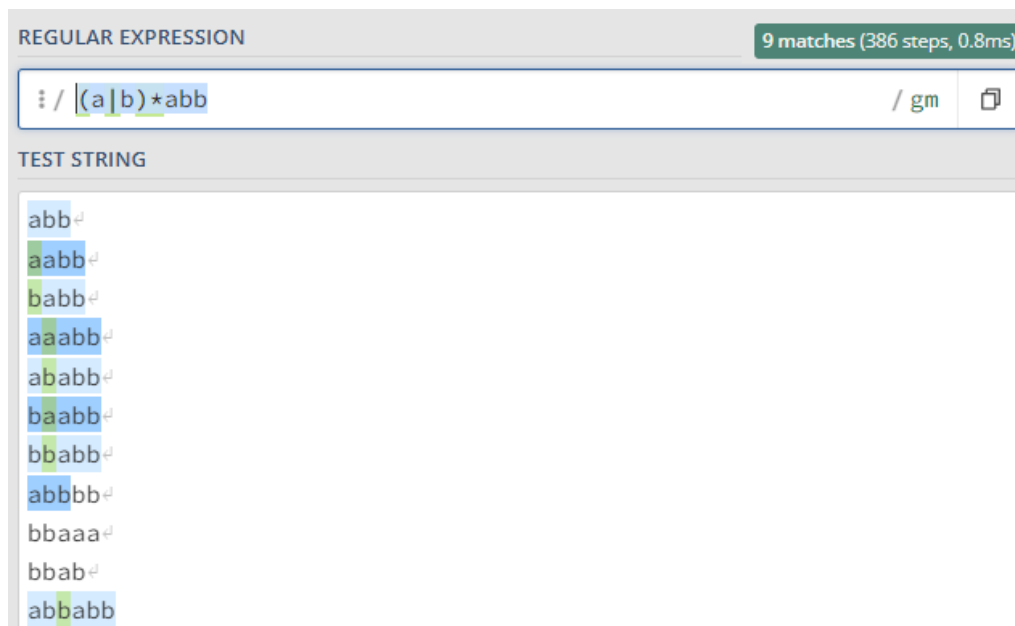 REGULAR EXPRESSION
9 matches (386 steps, 0.8ms)
/ (a|b)*abb / gm
TEST STRING
abb
aabb
babb
aaabb
ababb
baabb
bbabb
abbbb
bbaaa
bbab
abbabb